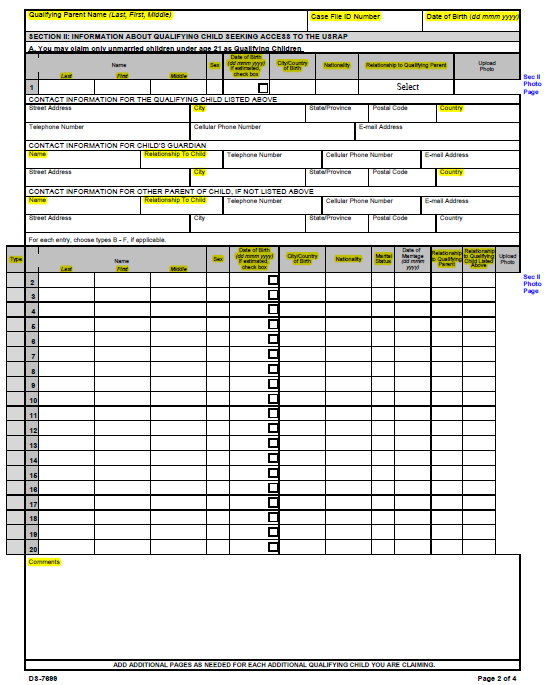 Qualifying Parent Name (Last, First, Middle) Case File ID Number Date of Birth (dd mmm yyyy)
SECTION II: INFORMATION ABOUT QUALIFYING CHILD SEEKING ACCESS TO THE USRAP
A. You may claim only unmarried children under age 21 as Qualifying Children
Name
Last First Middle
Sex
Date of Birth
(dd mmm yyyy)
If estimated,
check box
City/Country
of Birth
Nationality
Relationship to Qualifying Parent
Upload
Photo
1 Select
Sec II
Photo
Page
CONTACT INFORMATION FOR THE QUALIFYING CHILD LISTED ABOVE
Street Address City State/Province Postal Code Country
Telephone Number Cellular Phone Number E-mail Address
CONTACT INFORMATION FOR CHILD'S GUARDIAN
Name Relationship To Child Telephone Number Cellular Phone Number E-mail Address
Street Address City State/Province Postal Code Country
CONTACT INFORMATION FOR OTHER PARENT OF CHILD, IF NOT LISTED ABOVE
Name Relationship To Child Telephone Number Cellular Phone Number E-mail Address
Street Address City State/Province Postal Code Country
For each entry, choose types B - F, if applicable.
Type
Name
Last First Middle
Sex
Date of Birth
(dd mmm yyyy)
If estimated,
check box
City/Country
of Birth
Nationality
Marital
Status
Date of
Marriage
(dd mmm
yyyy)
Relationship
to Qualifying
Parent
Relationship
to Qualifying
Child Listed
Above
Upload
Photo
Sec II
Photo
Page
2
3
4
5
6
7
8
9
10
11
12
13
14
15
16
17
18
19
20
Comments
ADD ADDITIONAL PAGES AS NEEDED FOR EACH ADDITIONAL QUALIFYING CHILD YOU ARE CLAIMING.
DS-7699 Page 2 of 4